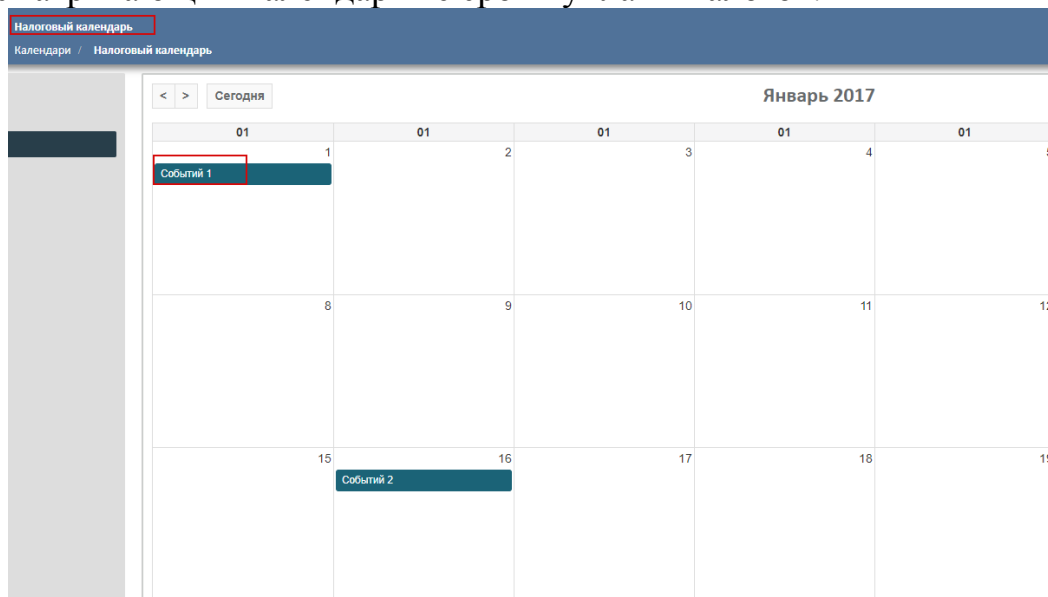 Налоговый календарь
Календари / Налоговый календарь
< > Сегодня
Январь 2017
01 01 01 01 01
1 2 3 4
Событий 1
8 9 10 11
15 16 17 18
Событий 2